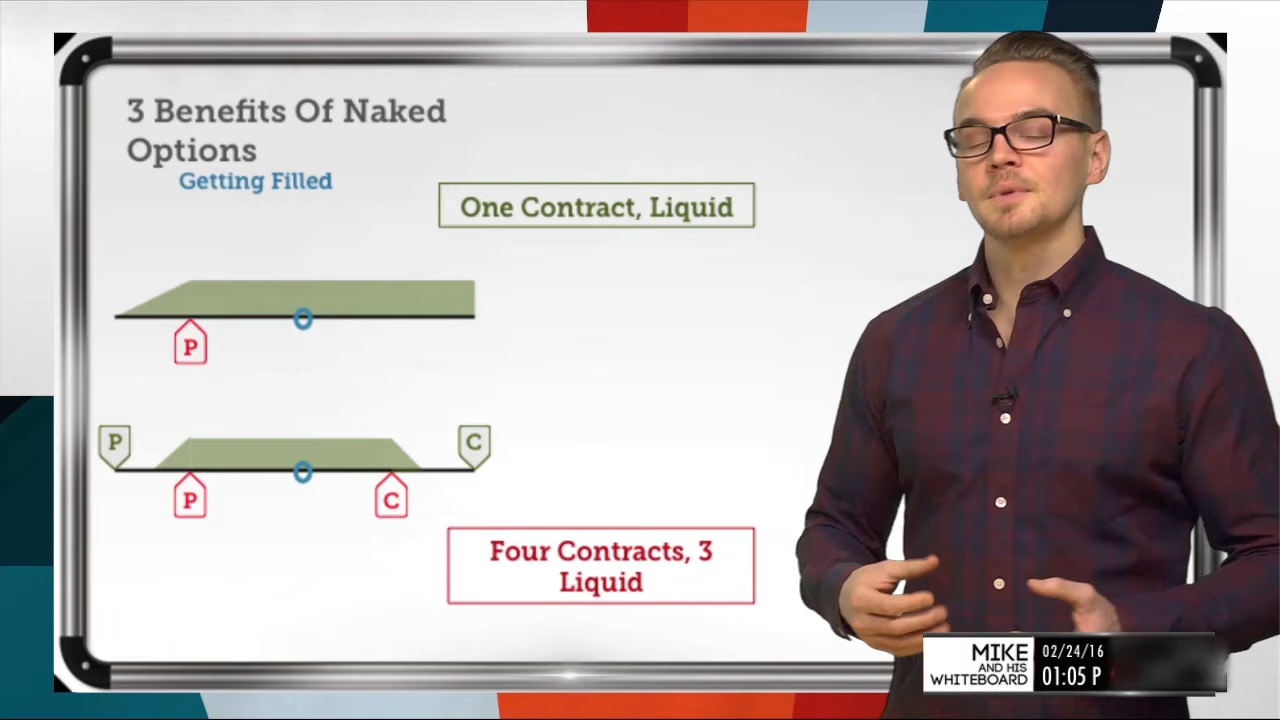 3 Benefits Of Naked
Options
Getting Filled
One Contract, Liquid
P
P
C
P
C
Four Contracts, 3
Liquid
MIKE
AND HIS
WHITEBOARD
02/24/16
01:05 P